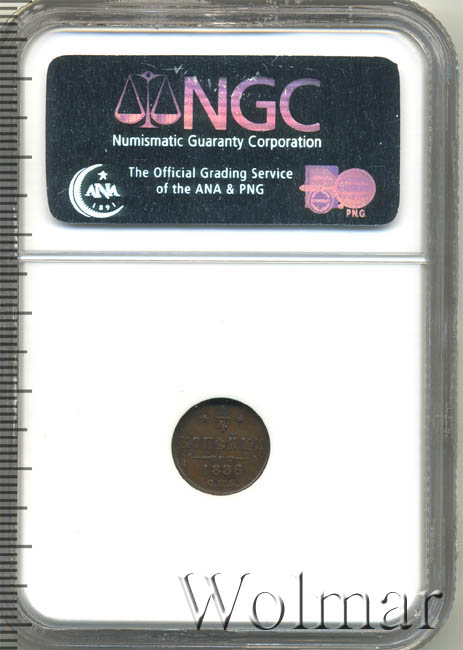 NGC
Numismatic Guaranty Corporation
The Official Grading Service
of the ANA & PNG
ANA
1891
PNG
1/4
КОПѢЙКИ
1886
С.П.Б.
Wolmar